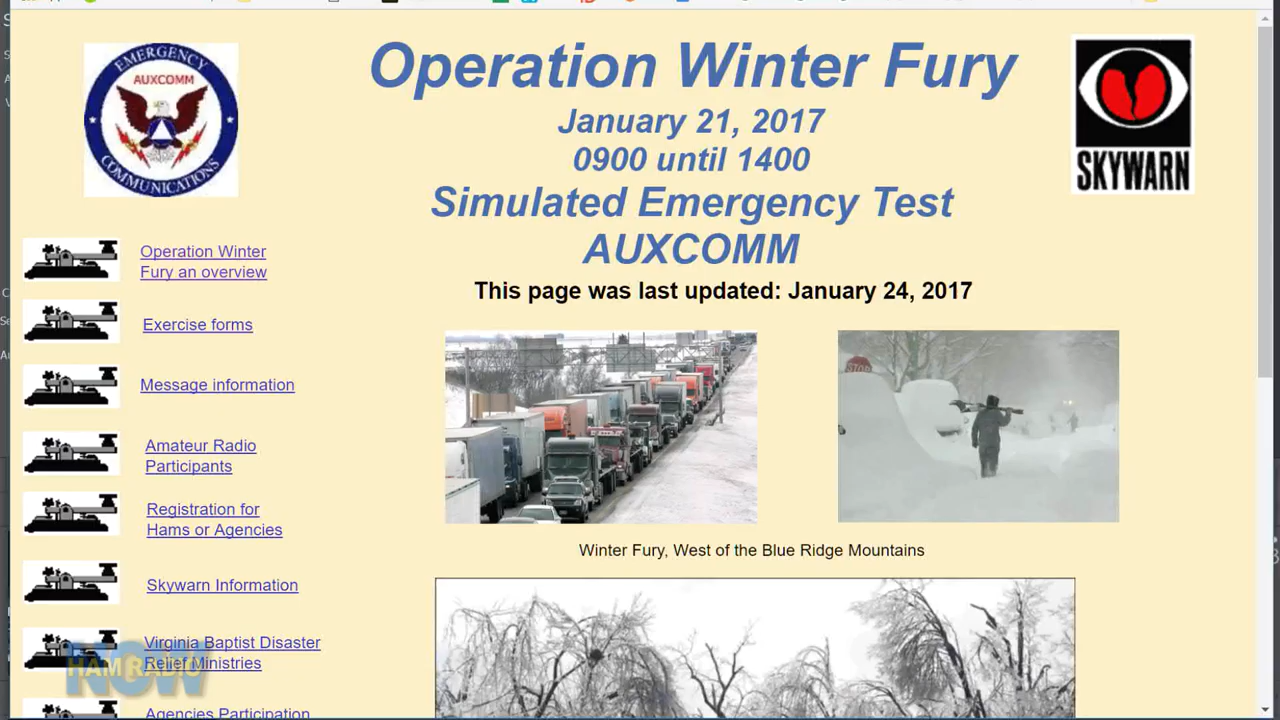 EMERGENCY
AUXCOMM
COMMUNICATIONS
Operation Winter Fury
January 21, 2017
0900 until 1400
Simulated Emergency Test
AUXCOMM
This page was last updated: January 24, 2017
SKYWARN
Operation Winter
Fury an overview
Exercise forms
Message information
Amateur Radio
Participants
Registration for
Hams or Agencies
Skywarn Information
Virginia Baptist Disaster
Relief Ministries
Agencies Participation
STOP
Winter Fury, West of the Blue Ridge Mountains
HAM RADIO
NOW